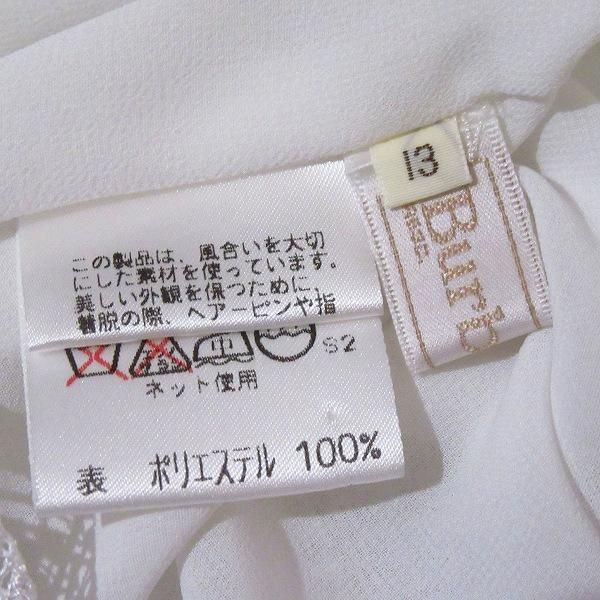 13
Burb
この製品は、風合いを大切
にした素材を使っています。
美しい外観を保つために、
着脱の際、ヘアーピンや指
中
S2
ネット使用
表 ポリエステル 100%